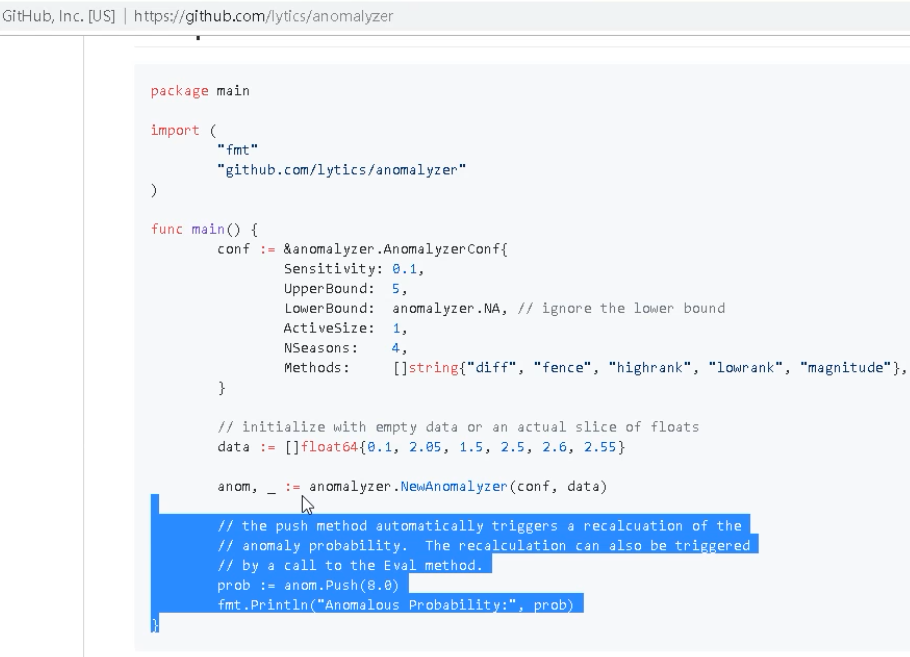 GitHub, Inc. [US] | https://github.com/lytics/anomalyzer
package main
import (
"fmt"
"github.com/lytics/anomalyzer"
)
func main() {
conf := &anomalyzer.AnomalyzerConf{
Sensitivity: 0.1,
UpperBound: 5,
LowerBound: anomalyzer.NA, // ignore the lower bound
ActiveSize: 1,
NSeasons: 4,
Methods: []string{"diff", "fence", "highrank", "lowrank", "magnitude"},
}
// initialize with empty data or an actual slice of floats
data := []float64{0.1, 2.05, 1.5, 2.5, 2.6, 2.55}
anom, _ := anomalyzer.NewAnomalyzer(conf, data)
// the push method automatically triggers a recalcuation of the
// anomaly probability. The recalculation can also be triggered
// by a call to the Eval method.
prob := anom.Push(8.0)
fmt.Println("Anomalous Probability:", prob)
}